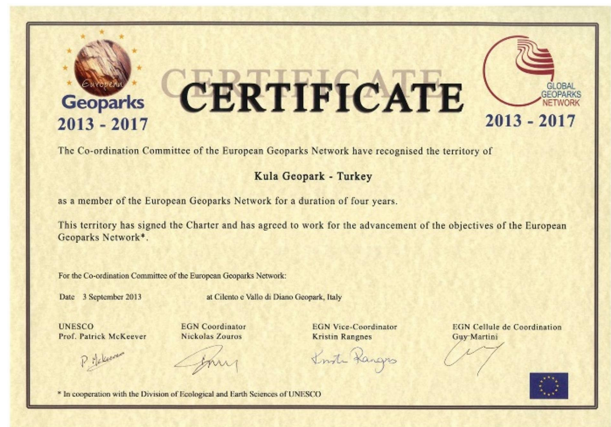 European
Geoparks
2013 - 2017
CERTIFICATE
CERTIFICATE
GLOBAL
GEOPARKS
NETWORK
2013 - 2017
The Co-ordination Committee of the European Geoparks Network have recognised the territory of
Kula Geopark - Turkey
as a member of the European Geoparks Network for a duration of four years.
This territory has signed the Charter and has agreed to work for the advancement of the objectives of the European
Geoparks Network*.
For the Co-ordination Committee of the European Geoparks Network:
Date 3 September 2013 at Cilento e Vallo di Diano Geopark, Italy
UNESCO
Prof. Patrick McKeever
EGN Coordinator
Nickolas Zouros
EGN Vice-Coordinator
Kristin Rangnes
EGN Cellule de Coordination
Guy Martini
P. McKeever
Kristin Rangnes
* In cooperation with the Division of Ecological and Earth Sciences of UNESCO